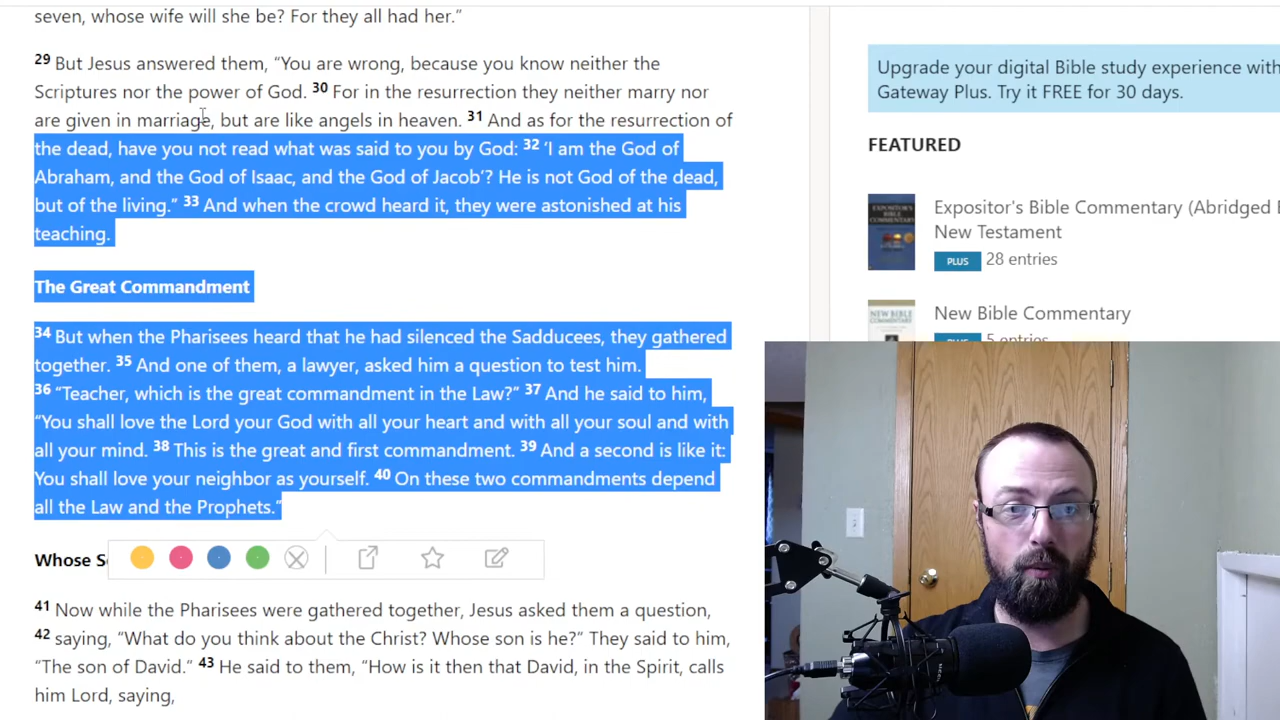 seven, whose wife will she be? For they all had her.”
29 But Jesus answered them, “You are wrong, because you know neither the
Scriptures nor the power of God. 30 For in the resurrection they neither marry nor
are given in marriage, but are like angels in heaven. 31 And as for the resurrection of
the dead, have you not read what was said to you by God: 32 ‘I am the God of
Abraham, and the God of Isaac, and the God of Jacob’? He is not God of the dead,
but of the living.” 33 And when the crowd heard it, they were astonished at his
teaching.
The Great Commandment
34 But when the Pharisees heard that he had silenced the Sadducees, they gathered
together. 35 And one of them, a lawyer, asked him a question to test him.
36 “Teacher, which is the great commandment in the Law?” 37 And he said to him,
“You shall love the Lord your God with all your heart and with all your soul and with
all your mind. 38 This is the great and first commandment. 39 And a second is like it:
You shall love your neighbor as yourself. 40 On these two commandments depend
all the Law and the Prophets.”
Whose S
41 Now while the Pharisees were gathered together, Jesus asked them a question,
42 saying, “What do you think about the Christ? Whose son is he?” They said to him,
“The son of David.” 43 He said to them, “How is it then that David, in the Spirit, calls
him Lord, saying,
Upgrade your digital Bible study experience with
Gateway Plus. Try it FREE for 30 days.
FEATURED
Expositor's Bible Commentary (Abridged E
New Testament
PLUS 28 entries
New Bible Commentary
PLUS 5 entries